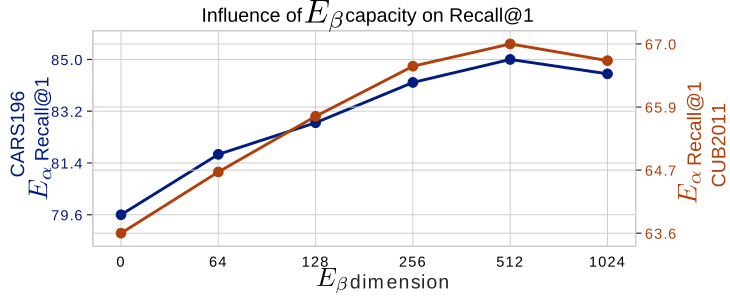 Influence of E_β capacity on Recall@1
CARS196
E_α Recall@1
85.0
83.2
81.4
79.6
67.0
65.9
64.7
63.6
E_α Recall@1
CUB2011
0 64 128 256 512 1024
E_β dimension